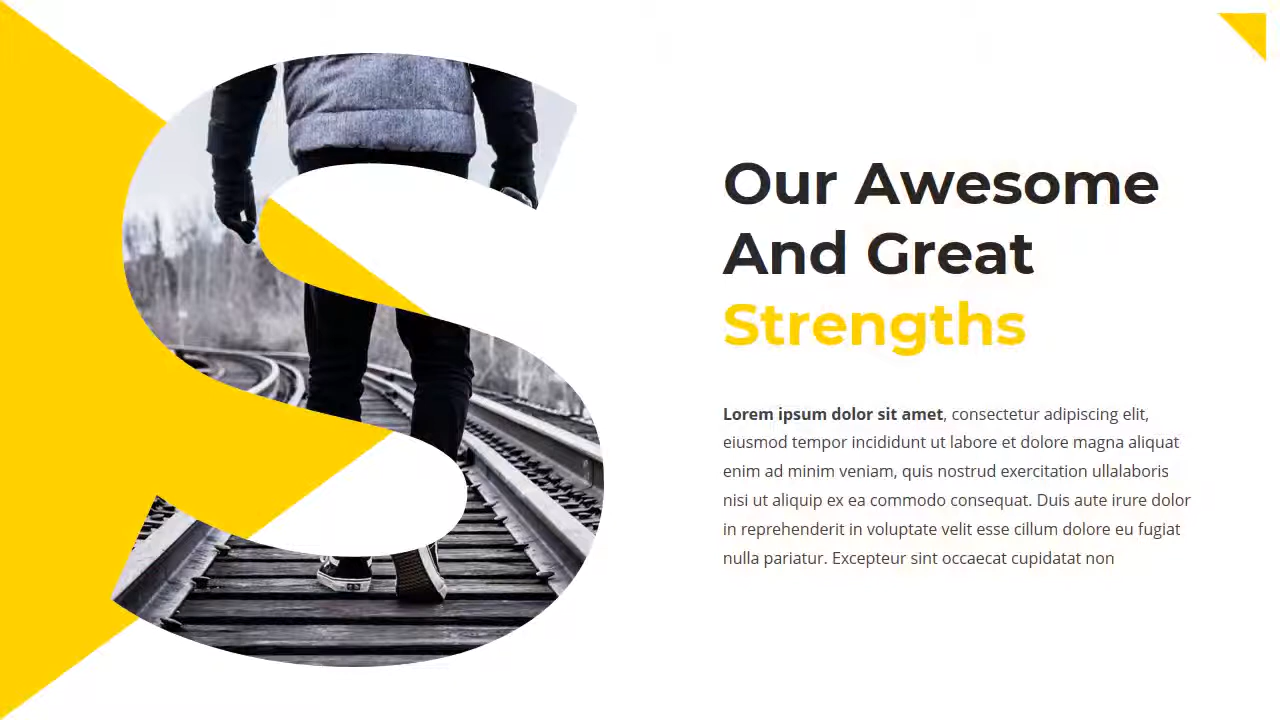 S
Our Awesome
And Great
Strengths
Lorem ipsum dolor sit amet, consectetur adipiscing elit,
eiusmod tempor incididunt ut labore et dolore magna aliquat
enim ad minim veniam, quis nostrud exercitation ullalaboris
nisi ut aliquip ex ea commodo consequat. Duis aute irure dolor
in reprehenderit in voluptate velit esse cillum dolore eu fugiat
nulla pariatur. Excepteur sint occaecat cupidatat non